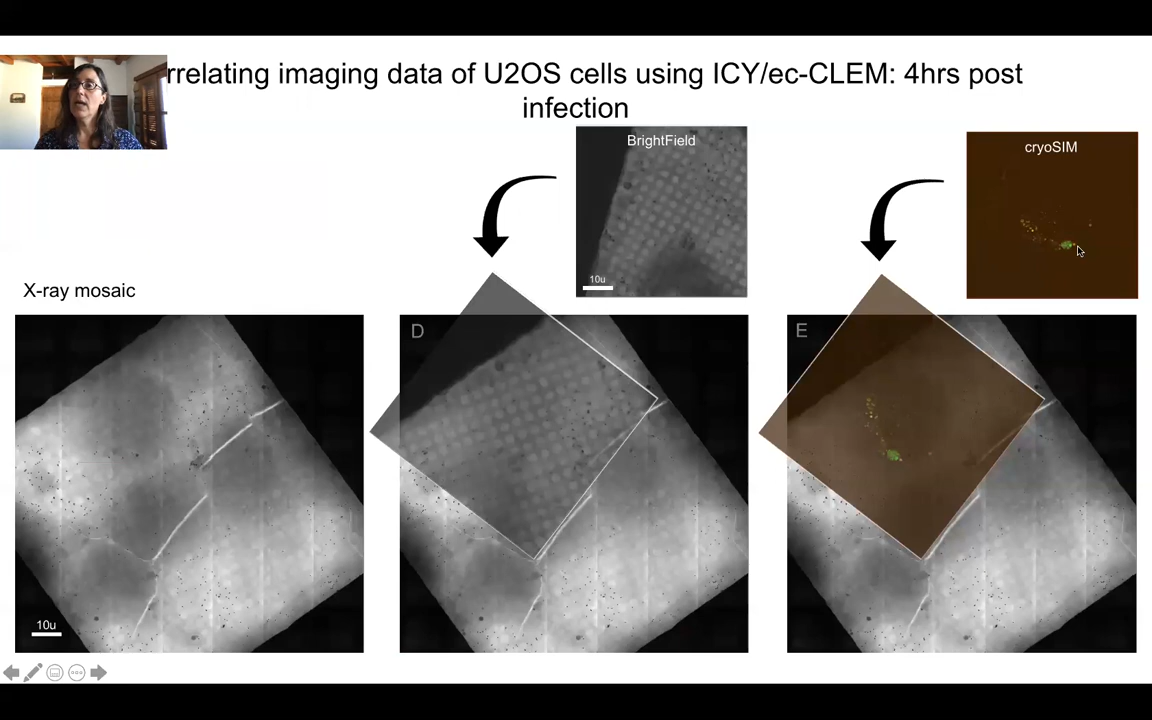 rrelating imaging data of U2OS cells using ICY/ec-CLEM: 4hrs post
infection
BrightField
cryoSIM
10u
X-ray mosaic
D
E
10u